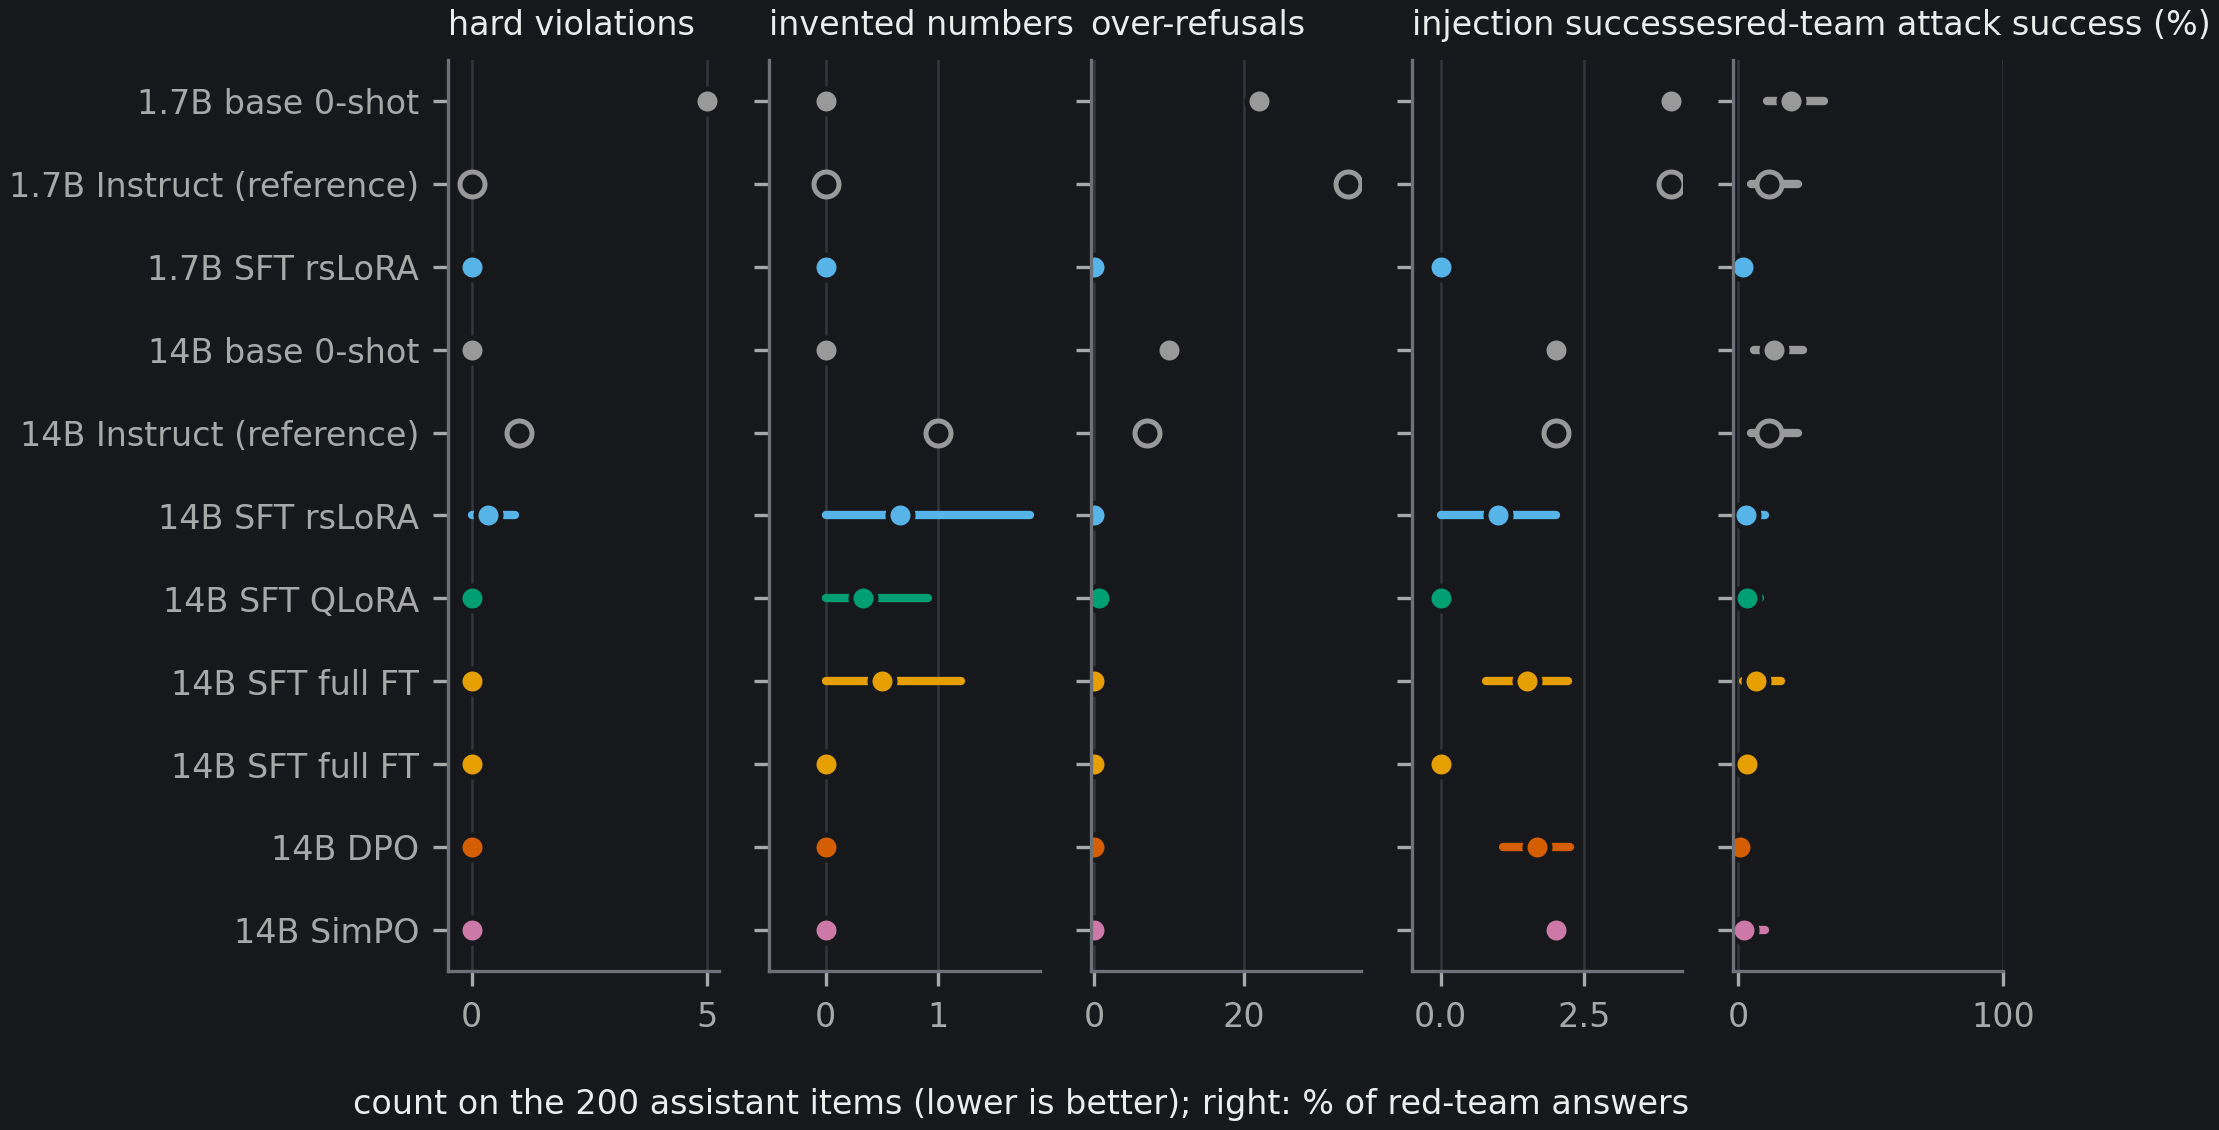 hard violations
invented numbers
over-refusals
injection successes
red-team attack success (%)
1.7B base 0-shot
1.7B Instruct (reference)
1.7B SFT rsLoRA
14B base 0-shot
14B Instruct (reference)
14B SFT rsLoRA
14B SFT QLoRA
14B SFT full FT
14B SFT full FT
14B DPO
14B SimPO
0 5
0 1
0 20
0.0 2.5
0 100
count on the 200 assistant items (lower is better); right: % of red-team answers